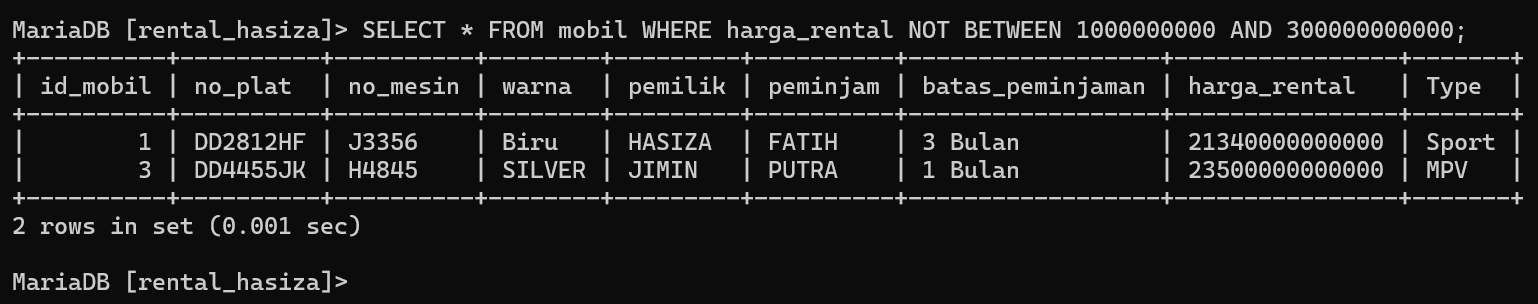 MariaDB [rental_hasiza]> SELECT * FROM mobil WHERE harga_rental NOT BETWEEN 1000000000 AND 300000000000;
+----------+----------+----------+--------+---------+----------+------------------+----------------+-------+
| id_mobil | no_plat  | no_mesin | warna  | pemilik | peminjam | batas_peminjaman | harga_rental   | Type  |
+----------+----------+----------+--------+---------+----------+------------------+----------------+-------+
|        1 | DD2812HF | J3356    | Biru   | HASIZA  | FATIH    | 3 Bulan          | 21340000000000 | Sport |
|        3 | DD4455JK | H4845    | SILVER | JIMIN   | PUTRA    | 1 Bulan          | 23500000000000 | MPV   |
+----------+----------+----------+--------+---------+----------+------------------+----------------+-------+
2 rows in set (0.001 sec)

MariaDB [rental_hasiza]>